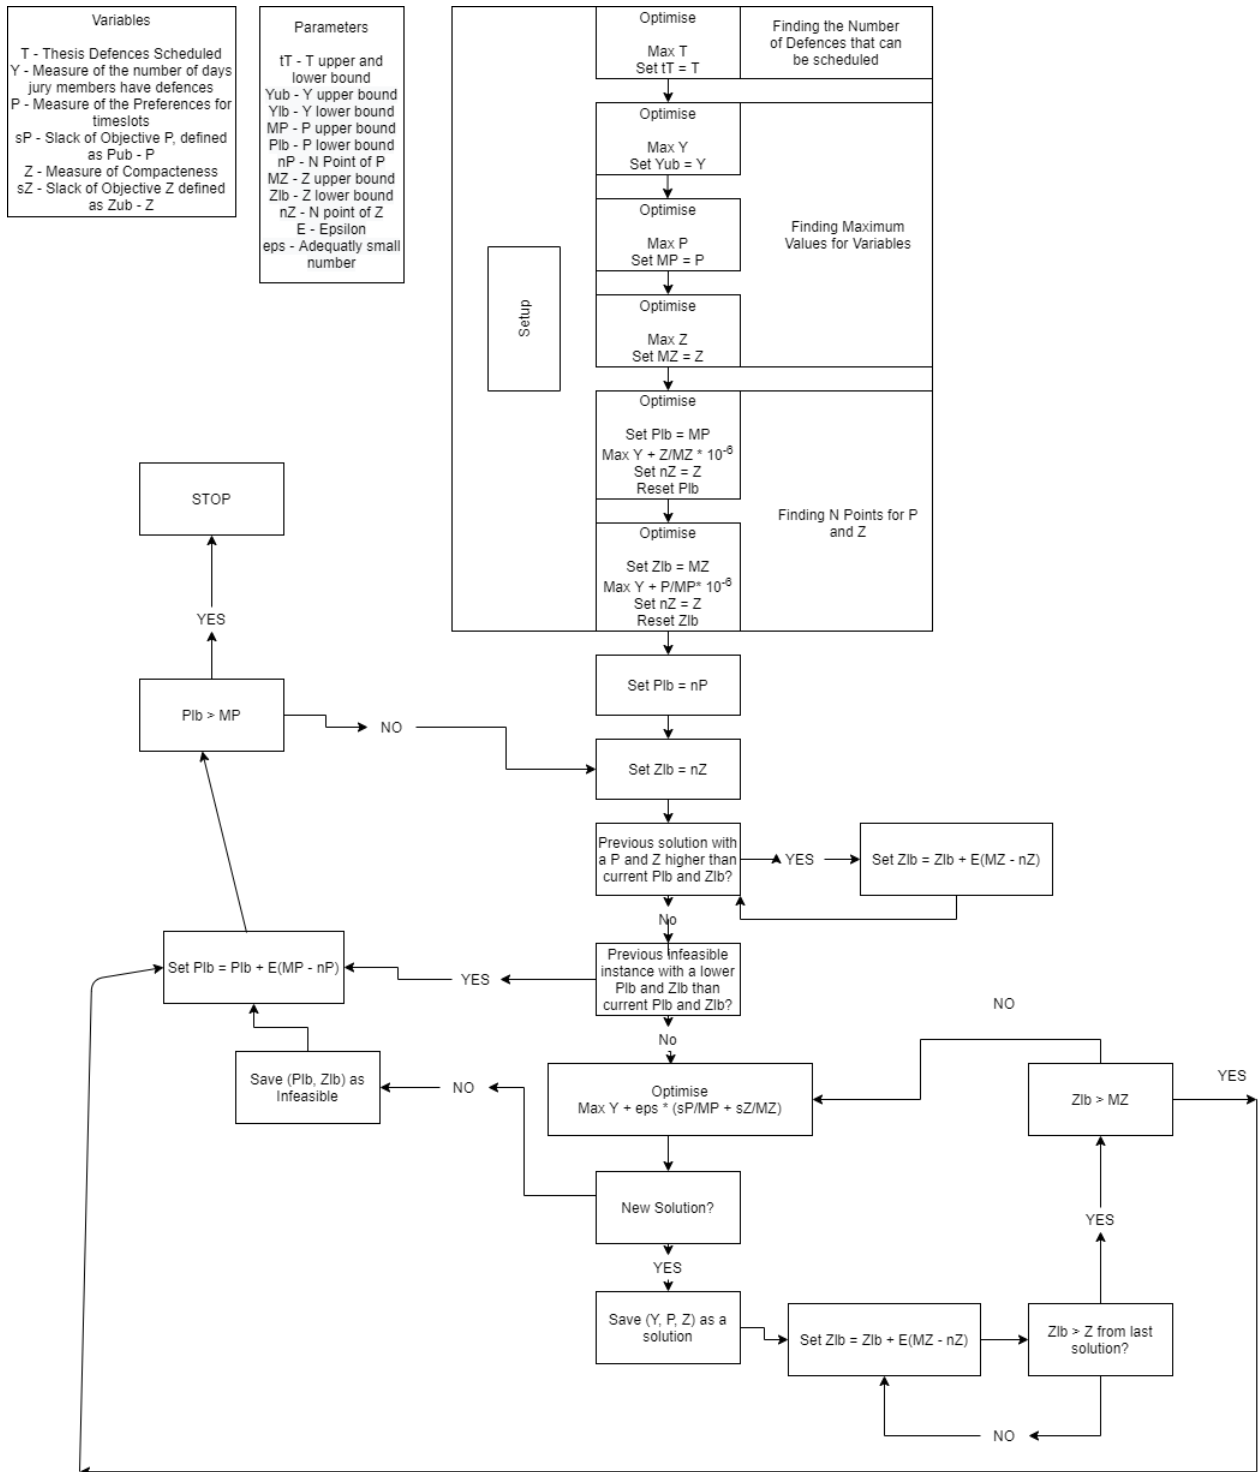 Variables
T - Thesis Defences Scheduled
Y - Measure of the number of days
jury members have defences
P - Measure of the Preferences for
timeslots
sP - Slack of Objective P, defined
as Pub - P
Z - Measure of Compacteness
sZ - Slack of Objective Z defined
as Zub - Z
Parameters
tT - T upper and
lower bound
Yub - Y upper bound
Ylb - Y lower bound
MP - P upper bound
Plb - P lower bound
nP - N Point of P
MZ - Z upper bound
Zlb - Z lower bound
nZ - N point of Z
E - Epsilon
eps - Adequatly small
number
Setup
Optimise
Max T
Set tT = T
Finding the Number
of Defences that can
be scheduled
Optimise
Max Y
Set Yub = Y
Optimise
Max P
Set MP = P
Finding Maximum
Values for Variables
Optimise
Max Z
Set MZ = Z
Optimise
Set Plb = MP
Max Y + Z/MZ * 10⁻⁶
Set nZ = Z
Reset Plb
Finding N Points for P
and Z
Optimise
Set Zlb = MZ
Max Y + P/MP* 10⁻⁶
Set nZ = Z
Reset Zlb
STOP
YES
Plb > MP
NO
Set Plb = nP
Set Zlb = nZ
Previous solution with
a P and Z higher than
current Plb and Zlb?
YES
Set Zlb = Zlb + E(MZ - nZ)
No
Previous infeasible
instance with a lower
Plb and Zlb than
current Plb and Zlb?
YES
Set Plb = Plb + E(MP - nP)
No
NO
Save (Plb, Zlb) as
Infeasible
NO
Optimise
Max Y + eps * (sP/MP + sZ/MZ)
Zlb > MZ
YES
New Solution?
YES
YES
Save (Y, P, Z) as a
solution
Set Zlb = Zlb + E(MZ - nZ)
Zlb > Z from last
solution?
NO